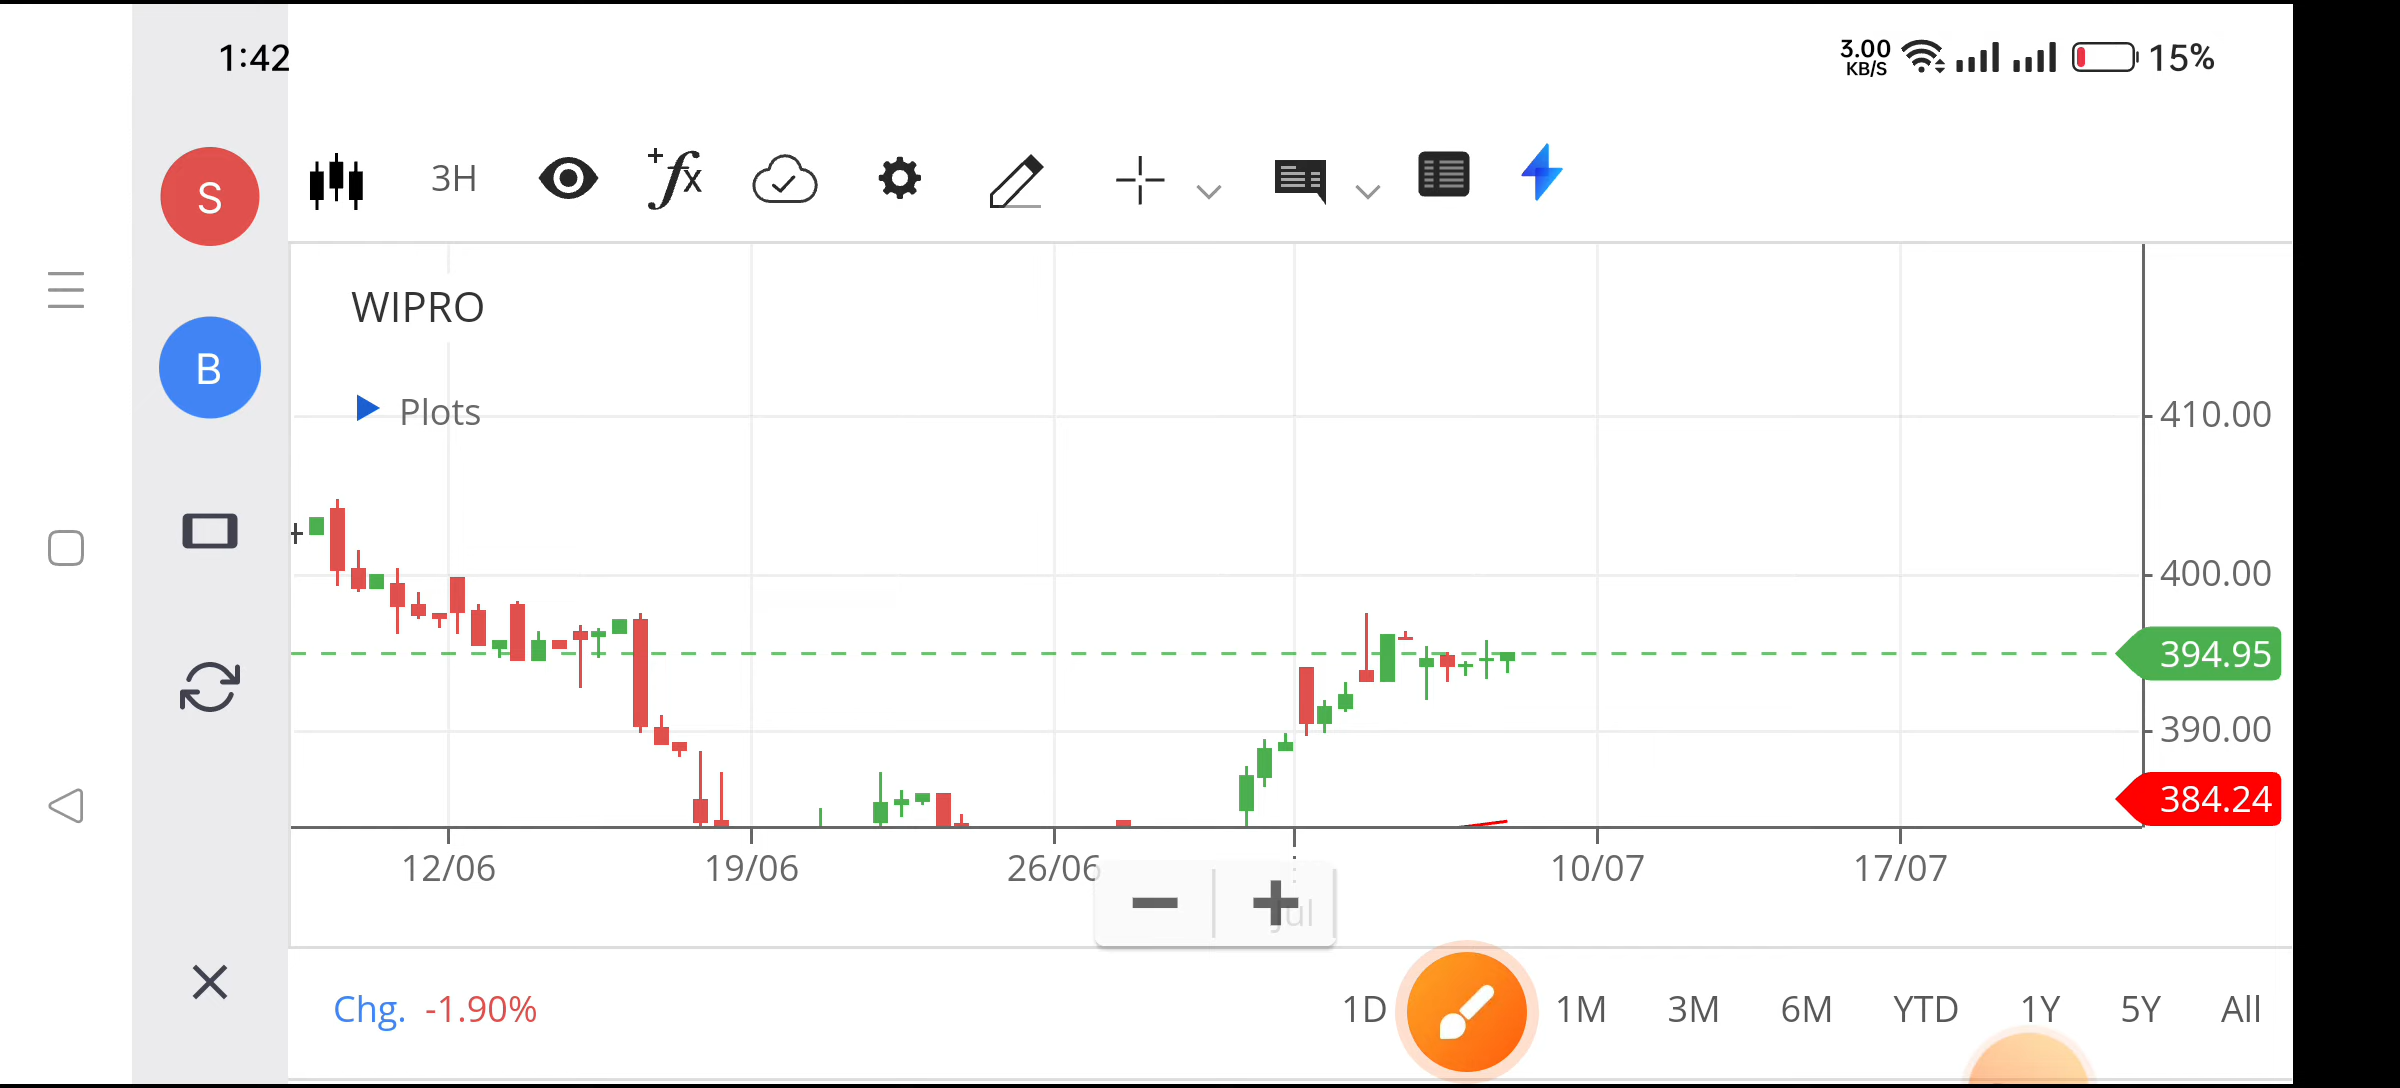 1:42
3.00
KB/S
15%
S
3H
+fx
B
WIPRO
Plots
410.00
400.00
394.95
390.00
384.24
12/06 19/06 26/06 10/07 17/07
Jul
Chg. -1.90%
1D 1M 3M 6M YTD 1Y 5Y All